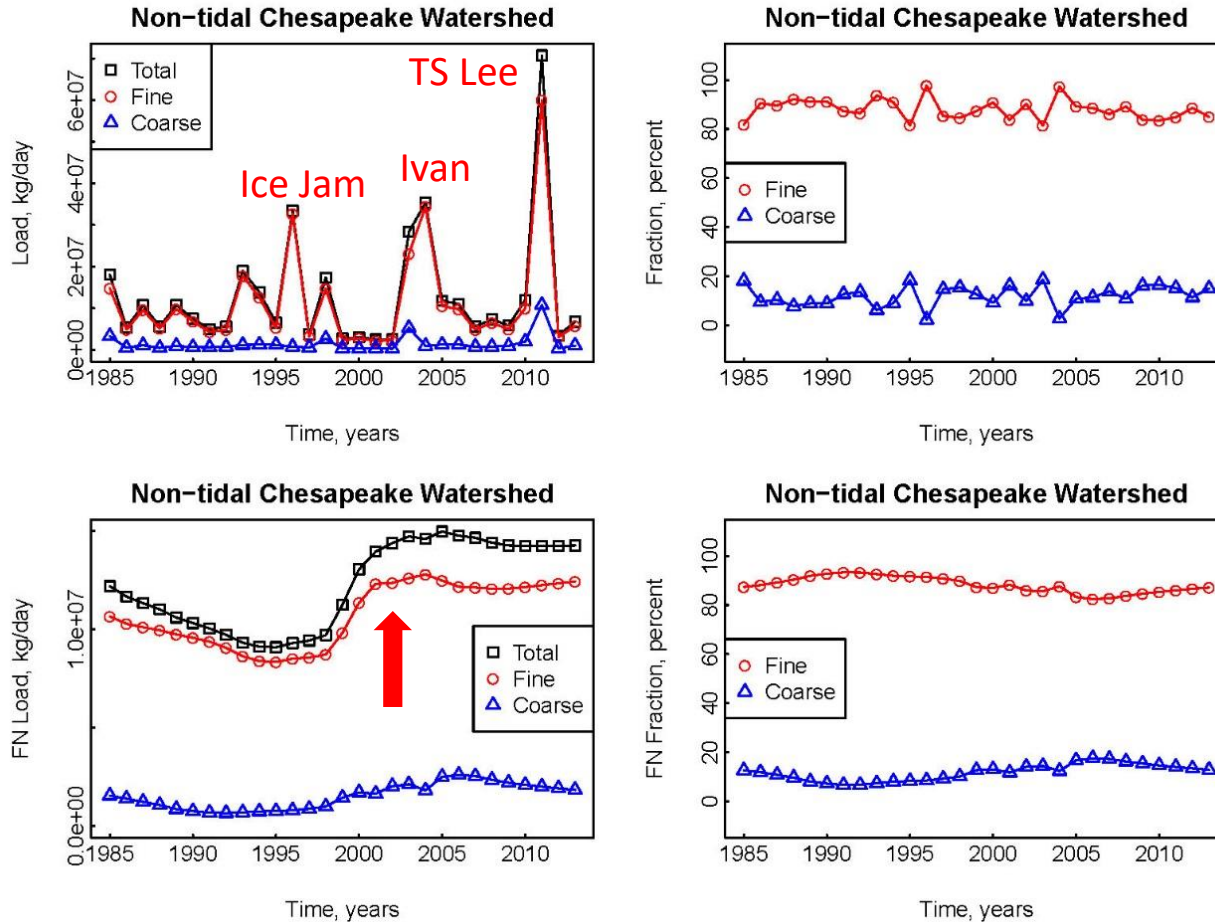 Non−tidal Chesapeake Watershed
Load, kg/day
0e+00 2e+07 4e+07 6e+07
Total
Fine
Coarse
TS Lee
Ice Jam
Ivan
1985 1990 1995 2000 2005 2010
Time, years
Non−tidal Chesapeake Watershed
Fraction, percent
0 20 40 60 80 100
Fine
Coarse
1985 1990 1995 2000 2005 2010
Time, years
Non−tidal Chesapeake Watershed
FN Load, kg/day
0.0e+00 1.0e+07
Total
Fine
Coarse
1985 1990 1995 2000 2005 2010
Time, years
Non−tidal Chesapeake Watershed
FN Fraction, percent
0 20 40 60 80 100
Fine
Coarse
1985 1990 1995 2000 2005 2010
Time, years